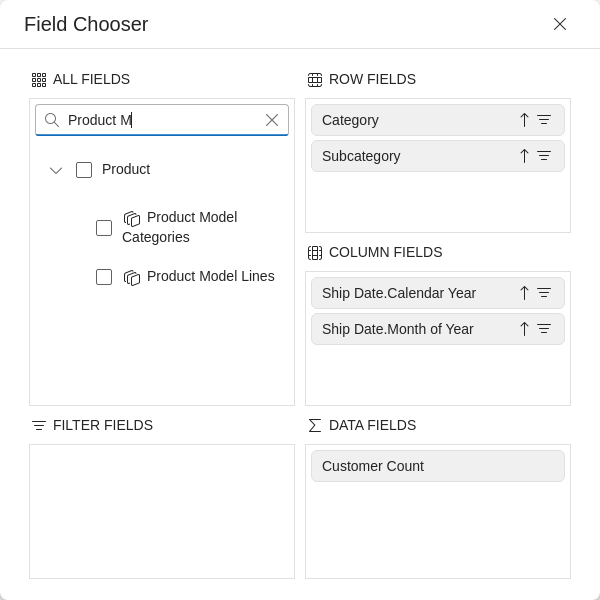 Field Chooser
ALL FIELDS
Product M
Product
Product Model
Categories
Product Model Lines
ROW FIELDS
Category
Subcategory
COLUMN FIELDS
Ship Date.Calendar Year
Ship Date.Month of Year
FILTER FIELDS
DATA FIELDS
Customer Count